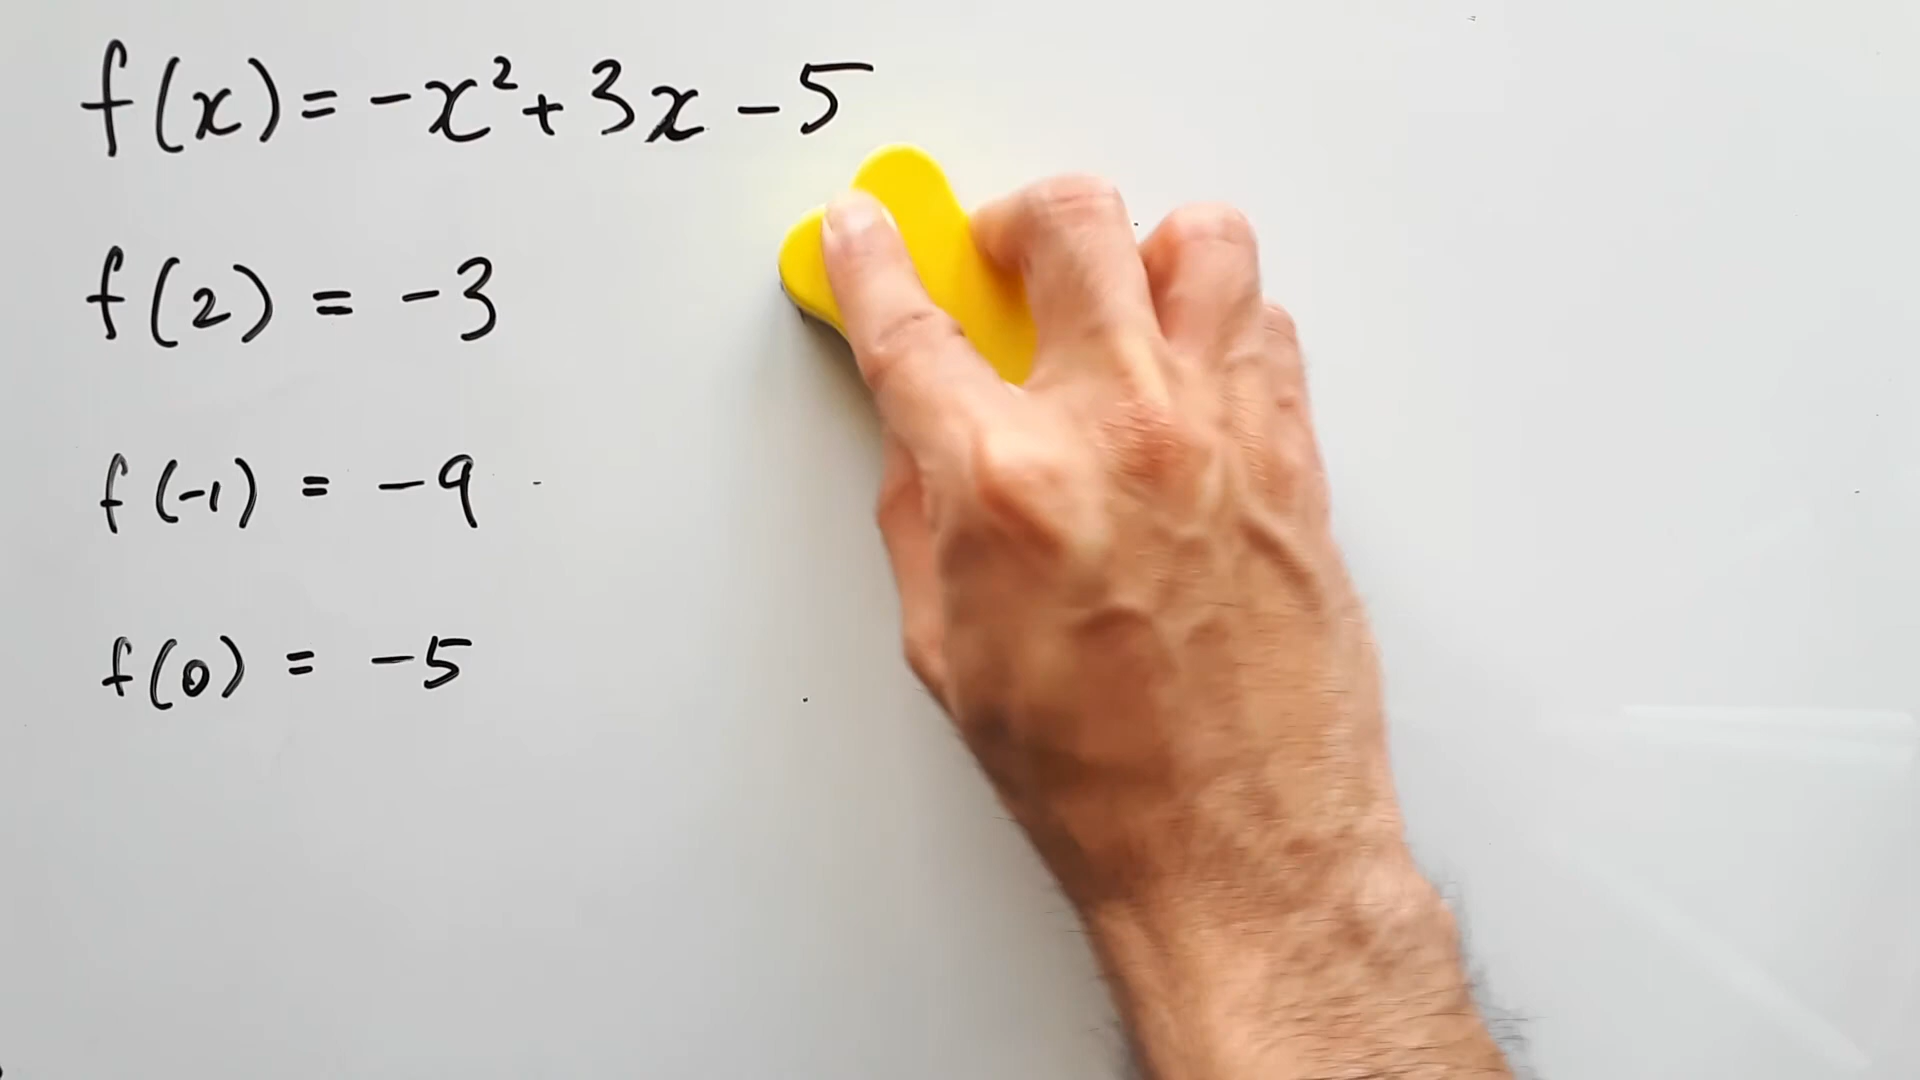 f(x) = -x² + 3x - 5
f(2) = -3
f(-1) = -9
f(0) = -5